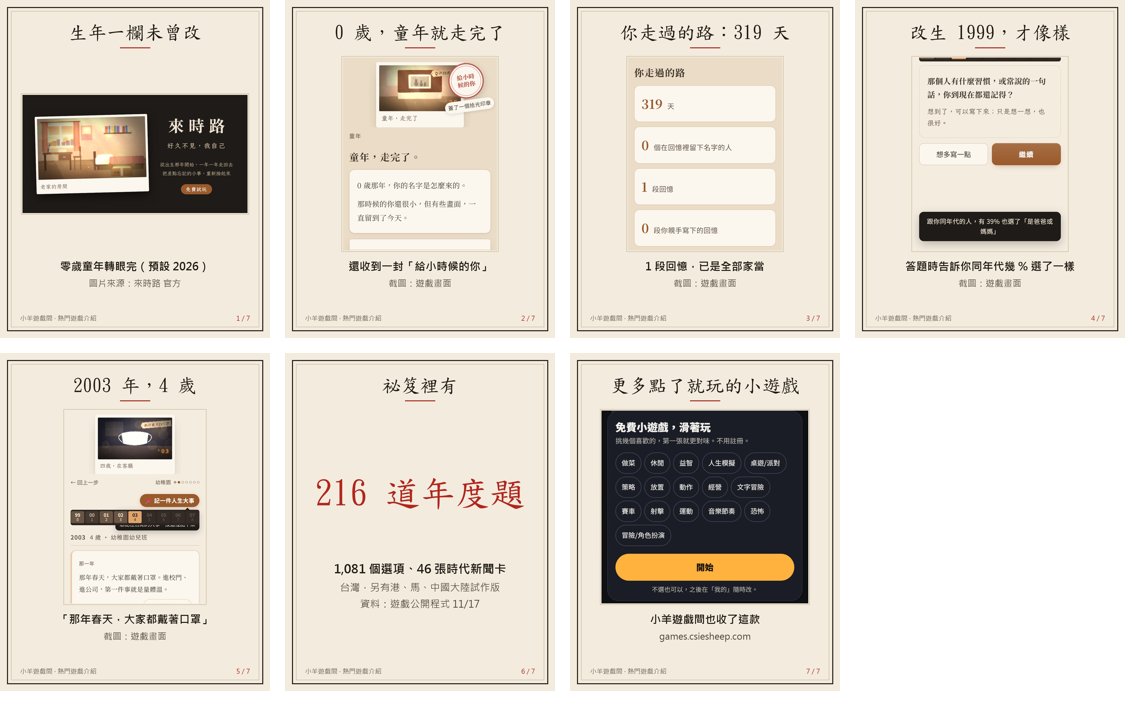 生年一欄未曾改
來時路
好久不見，我自己
從出生那年開始，一年一年走回去
把差點忘記的小事，重新撿起來
免費試玩
老家的房間
零歲童年轉眼完（預設 2026）
圖片來源：來時路 官方
小羊遊戲間 · 熱門遊戲介紹
1 / 7
0 歲，童年就走完了
給小時候的你
蓋了一個除光印章
童年，走完了
童年
童年，走完了。
0 歲那年，你的名字是怎麼來的。
那時候的你還很小，但有些畫面，一
直留到了今天。
還收到一封「給小時候的你」
截圖：遊戲畫面
小羊遊戲間 · 熱門遊戲介紹
2 / 7
你走過的路：319 天
你走過的路
319 天
0 個在回憶裡留下名字的人
1 段回憶
0 段你親手寫下的回憶
1 段回憶．已是全部家當
截圖：遊戲畫面
小羊遊戲間 · 熱門遊戲介紹
3 / 7
改生 1999，才像樣
那個人有什麼習慣，或常說的一句
話，你到現在都還記得？
想到了，可以寫下來；只是想一想，也
很好。
想多寫一點
繼續
跟你同年代的人，有 39% 也選了「是爸爸或
媽媽」
答題時告訴你同年代幾 % 選了一樣
截圖：遊戲畫面
小羊遊戲間 · 熱門遊戲介紹
4 / 7
2003 年，4 歲
四歲，在客廳
← 回上一步
幼稚園
記一件人生大事
99 00 01 02 03
2003 4 歲 · 幼稚園幼兒班
那一年
那年春天，大家都戴著口罩。進校門、
進公司，第一件事就是量體溫。
「那年春天．大家都戴著口罩」
截圖：遊戲畫面
小羊遊戲間 · 熱門遊戲介紹
5 / 7
祕笈裡有
216 道年度題
1,081 個選項、46 張時代新聞卡
台灣．另有港、馬、中國大陸試作版
資料：遊戲公開程式 11/17
小羊遊戲間 · 熱門遊戲介紹
6 / 7
更多點了就玩的小遊戲
免費小遊戲，滑著玩
挑幾個喜歡的，第一張就更對味。不用註冊。
做菜
休閒
益智
人生模擬
桌遊/派對
策略
放置
動作
經營
文字冒險
賽車
射擊
運動
音樂節奏
恐怖
冒險/角色扮演
開始
不選也可以，之後在「我的」隨時改。
小羊遊戲間也收了這款
games.csiesheep.com
小羊遊戲間 · 熱門遊戲介紹
7 / 7